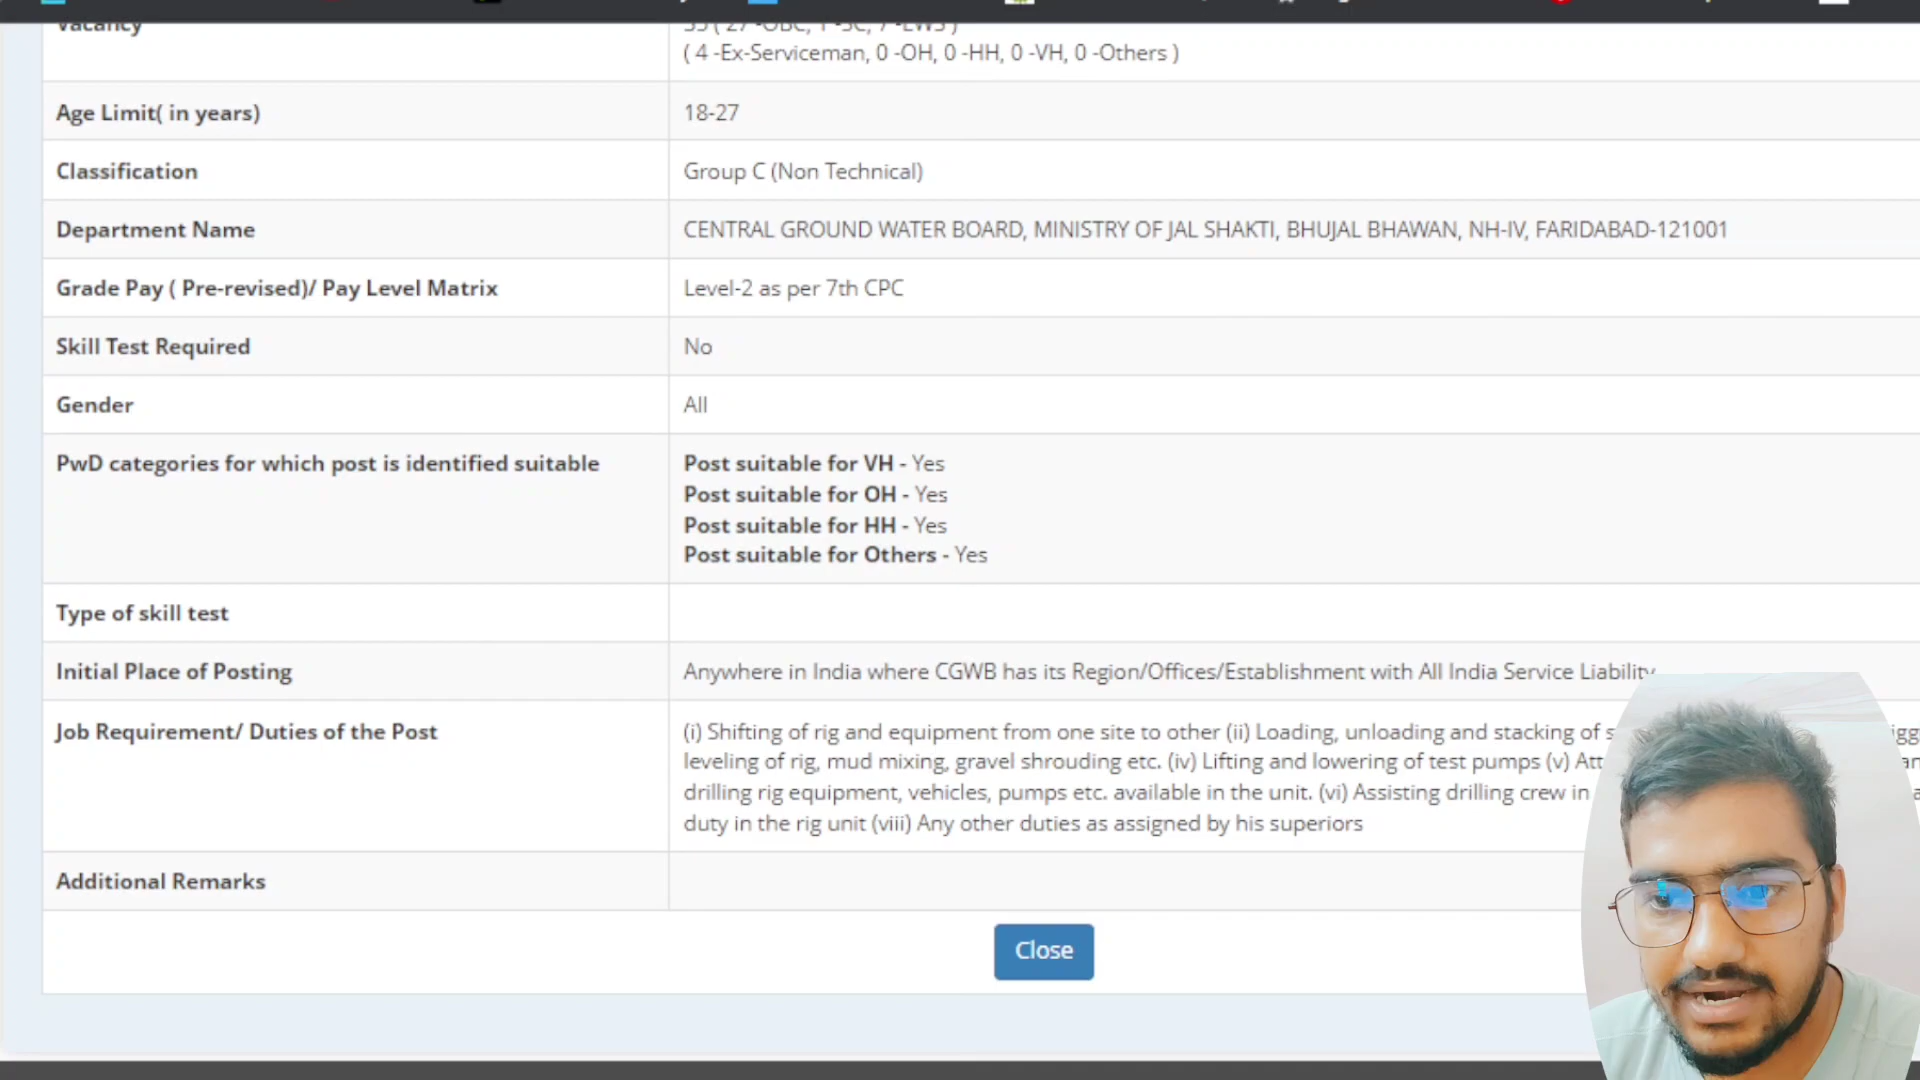 Vacancy
35 ( 27 -OBC, 1 -SC, 7 -EWS )
( 4 -Ex-Serviceman, 0 -OH, 0 -HH, 0 -VH, 0 -Others )
Age Limit( in years)
18-27
Classification
Group C (Non Technical)
Department Name
CENTRAL GROUND WATER BOARD, MINISTRY OF JAL SHAKTI, BHUJAL BHAWAN, NH-IV, FARIDABAD-121001
Grade Pay ( Pre-revised)/ Pay Level Matrix
Level-2 as per 7th CPC
Skill Test Required
No
Gender
All
PwD categories for which post is identified suitable
Post suitable for VH - Yes
Post suitable for OH - Yes
Post suitable for HH - Yes
Post suitable for Others - Yes
Type of skill test
Initial Place of Posting
Anywhere in India where CGWB has its Region/Offices/Establishment with All India Service Liability
Job Requirement/ Duties of the Post
(i) Shifting of rig and equipment from one site to other (ii) Loading, unloading and stacking of
leveling of rig, mud mixing, gravel shrouding etc. (iv) Lifting and lowering of test pumps (v)
drilling rig equipment, vehicles, pumps etc. available in the unit. (vi) Assisting drilling crew in
duty in the rig unit (viii) Any other duties as assigned by his superiors
Additional Remarks
Close